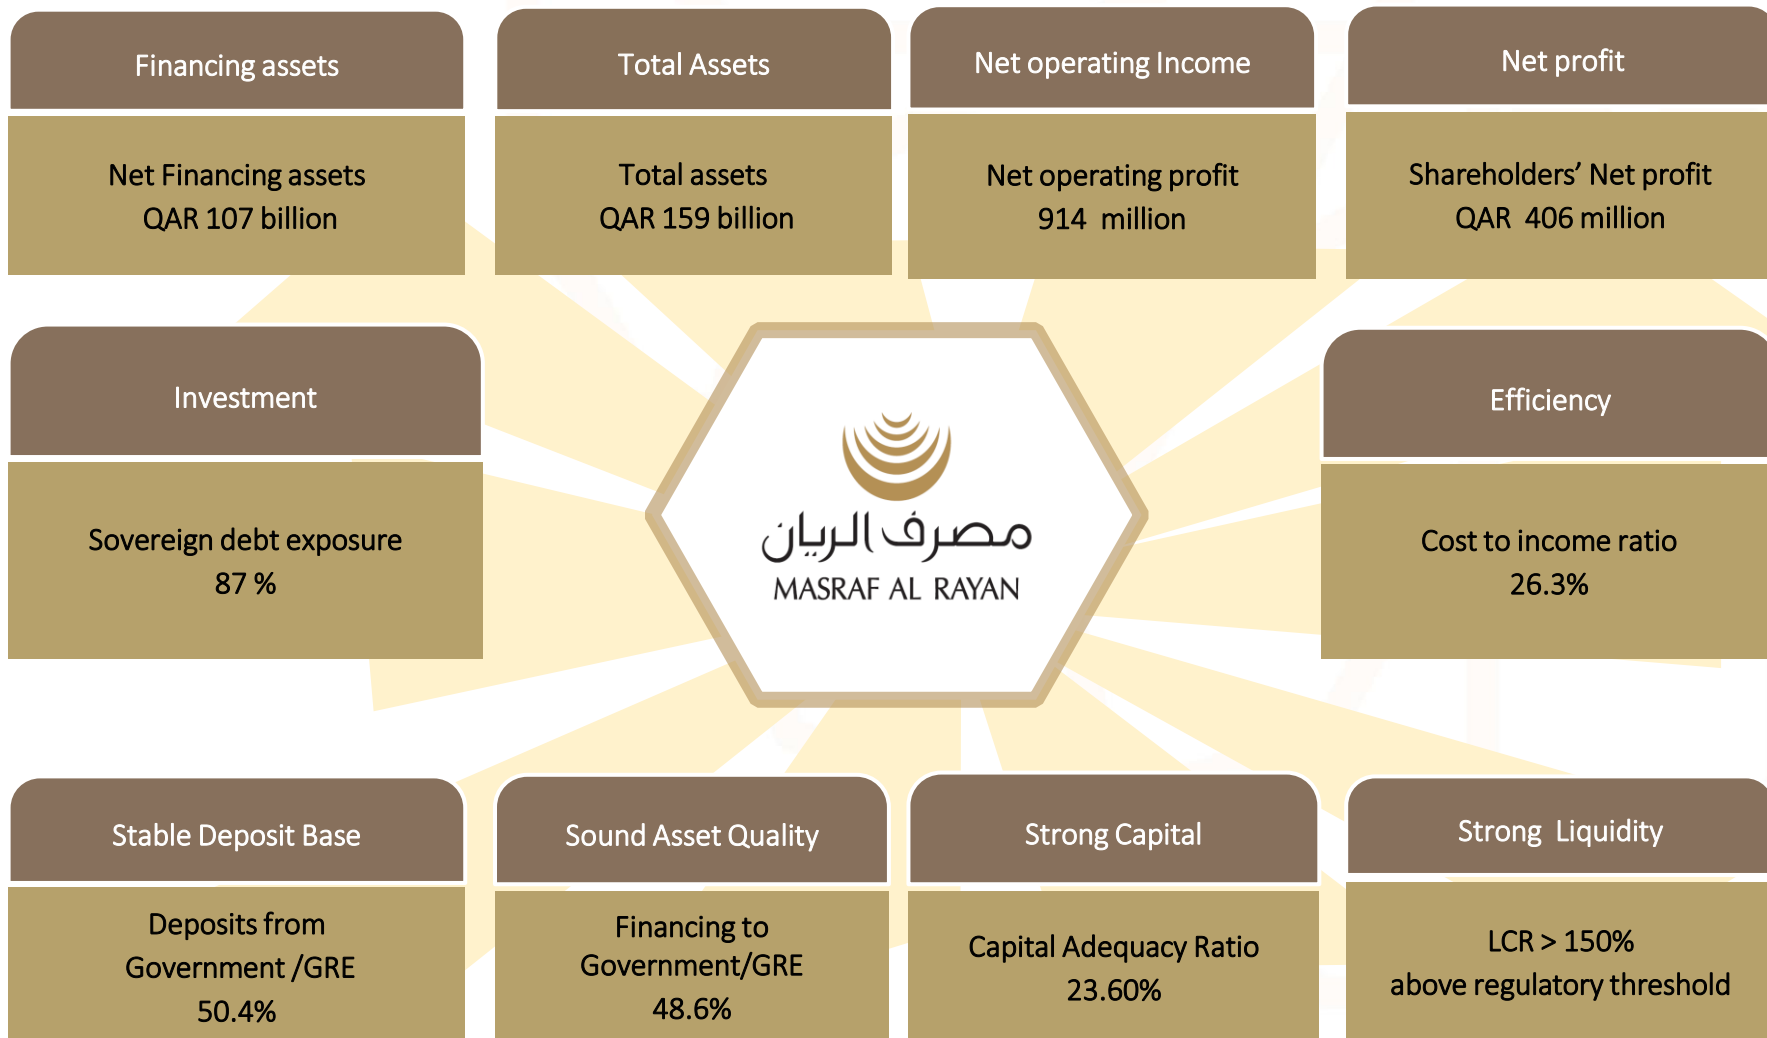 Financing assets
Net Financing assets
QAR 107 billion
Total Assets
Total assets
QAR 159 billion
Net operating Income
Net operating profit
914 million
Net profit
Shareholders’ Net profit
QAR 406 million
Investment
Sovereign debt exposure
87 %
مصرف الريان
MASRAF AL RAYAN
Efficiency
Cost to income ratio
26.3%
Stable Deposit Base
Deposits from
Government /GRE
50.4%
Sound Asset Quality
Financing to
Government/GRE
48.6%
Strong Capital
Capital Adequacy Ratio
23.60%
Strong Liquidity
LCR > 150%
above regulatory threshold